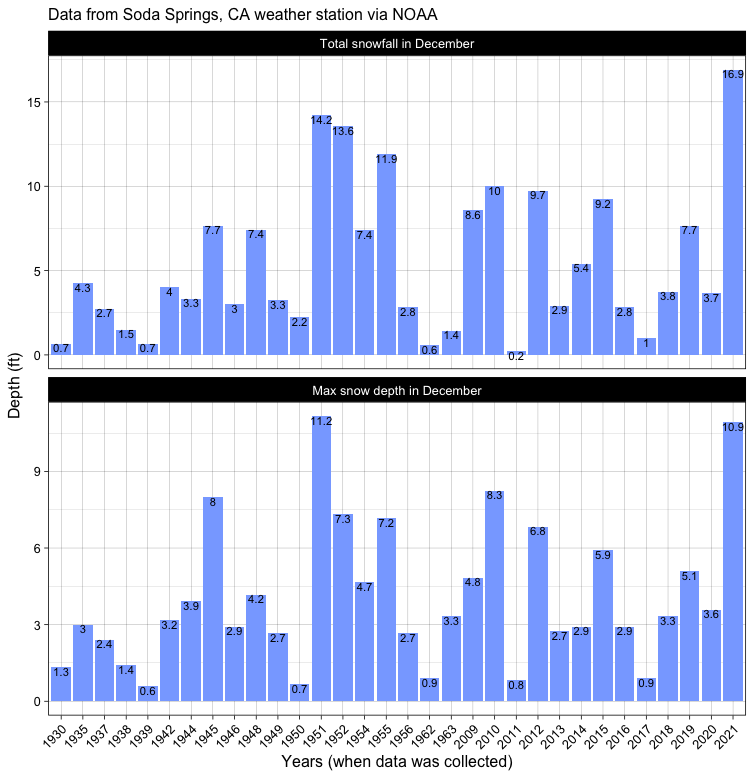 Data from Soda Springs, CA weather station via NOAA
Total snowfall in December
15
10
5
0
0.7 4.3 2.7 1.5 0.7 4 3.3 7.7 3 7.4 3.3 2.2 14.2 13.6 7.4 11.9 2.8 0.6 1.4 8.6 10 0.2 9.7 2.9 5.4 9.2 2.8 1 3.8 7.7 3.7 16.9
Depth (ft)
Max snow depth in December
9
6
3
0
1.3 3 2.4 1.4 0.6 3.2 3.9 8 2.9 4.2 2.7 0.7 11.2 7.3 4.7 7.2 2.7 0.9 3.3 4.8 8.3 0.8 6.8 2.7 2.9 5.9 2.9 0.9 3.3 5.1 3.6 10.9
1930 1935 1937 1938 1939 1942 1944 1945 1946 1948 1949 1950 1951 1952 1954 1955 1956 1962 1963 2009 2010 2011 2012 2013 2014 2015 2016 2017 2018 2019 2020 2021
Years (when data was collected)